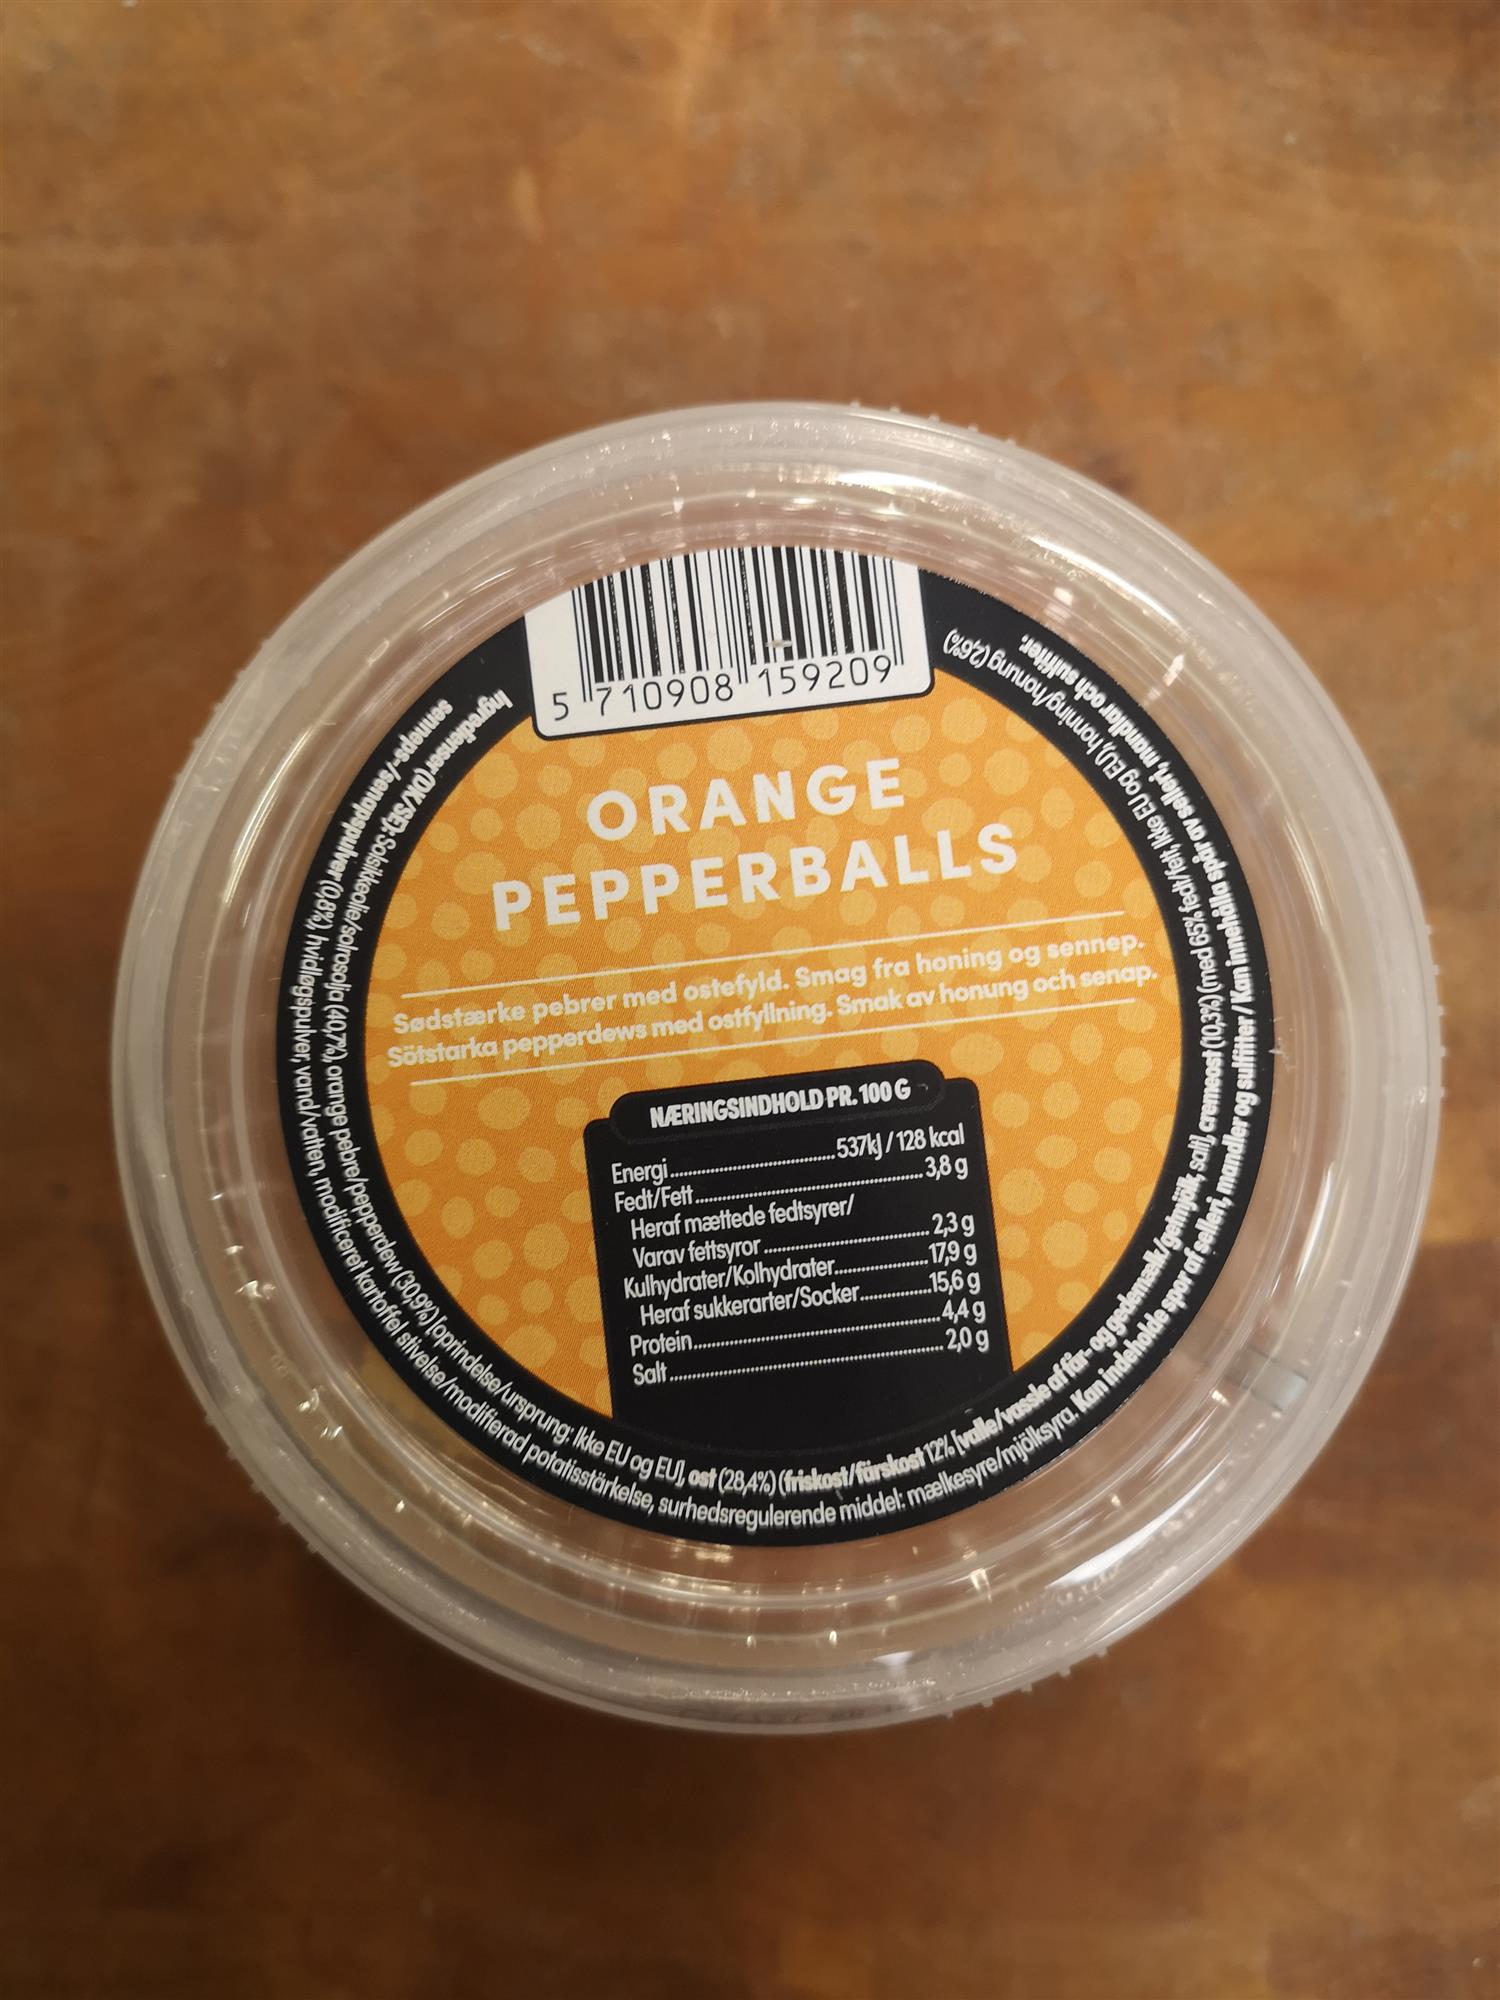 5 710908 159209
ORANGE
PEPPERBALLS
Sødstærke pebrer med ostefyld. Smag fra honing og sennep.
Sötstarka pepperdews med ostfyllning. Smak av honung och senap.
NÆRINGSINDHOLD PR. 100 G
Energi................537kJ / 128 kcal
Fedt/Fett................3,8 g
Heraf mættede fedtsyrer/
Varav fettsyror................2,3 g
Kulhydrater/Kolhydrater................17,9 g
Heraf sukkerarter/Socker................15,6 g
Protein................4,4 g
Salt................2,0 g
Ingredienser (DK/SE): Solsikkeolie/solrosolja (40,7%), orange pebre/pepperdew (30,9%) [oprindelse/ursprung: Ikke EU og EU], ost (28,4%) (friskost/färskost 12% [valle/vassle af får- og gedemælk/getmjölk, salt], cremeost (10,3%) (med 65% fedt/fett, Ikke EU og EU), honning/honung (2,6%)
senneps-/senapspulver (0,8%), hvidløgspulver, vand/vatten, modificeret kartoffel stivelse/modifierad potatisstärkelse, surhedsregulerende middel: mælkesyre/mjölksyra. Kan indeholde spor af selleri, mandler og sulfitter/Kan innehålla spår av selleri, mandlar och sulfiter.